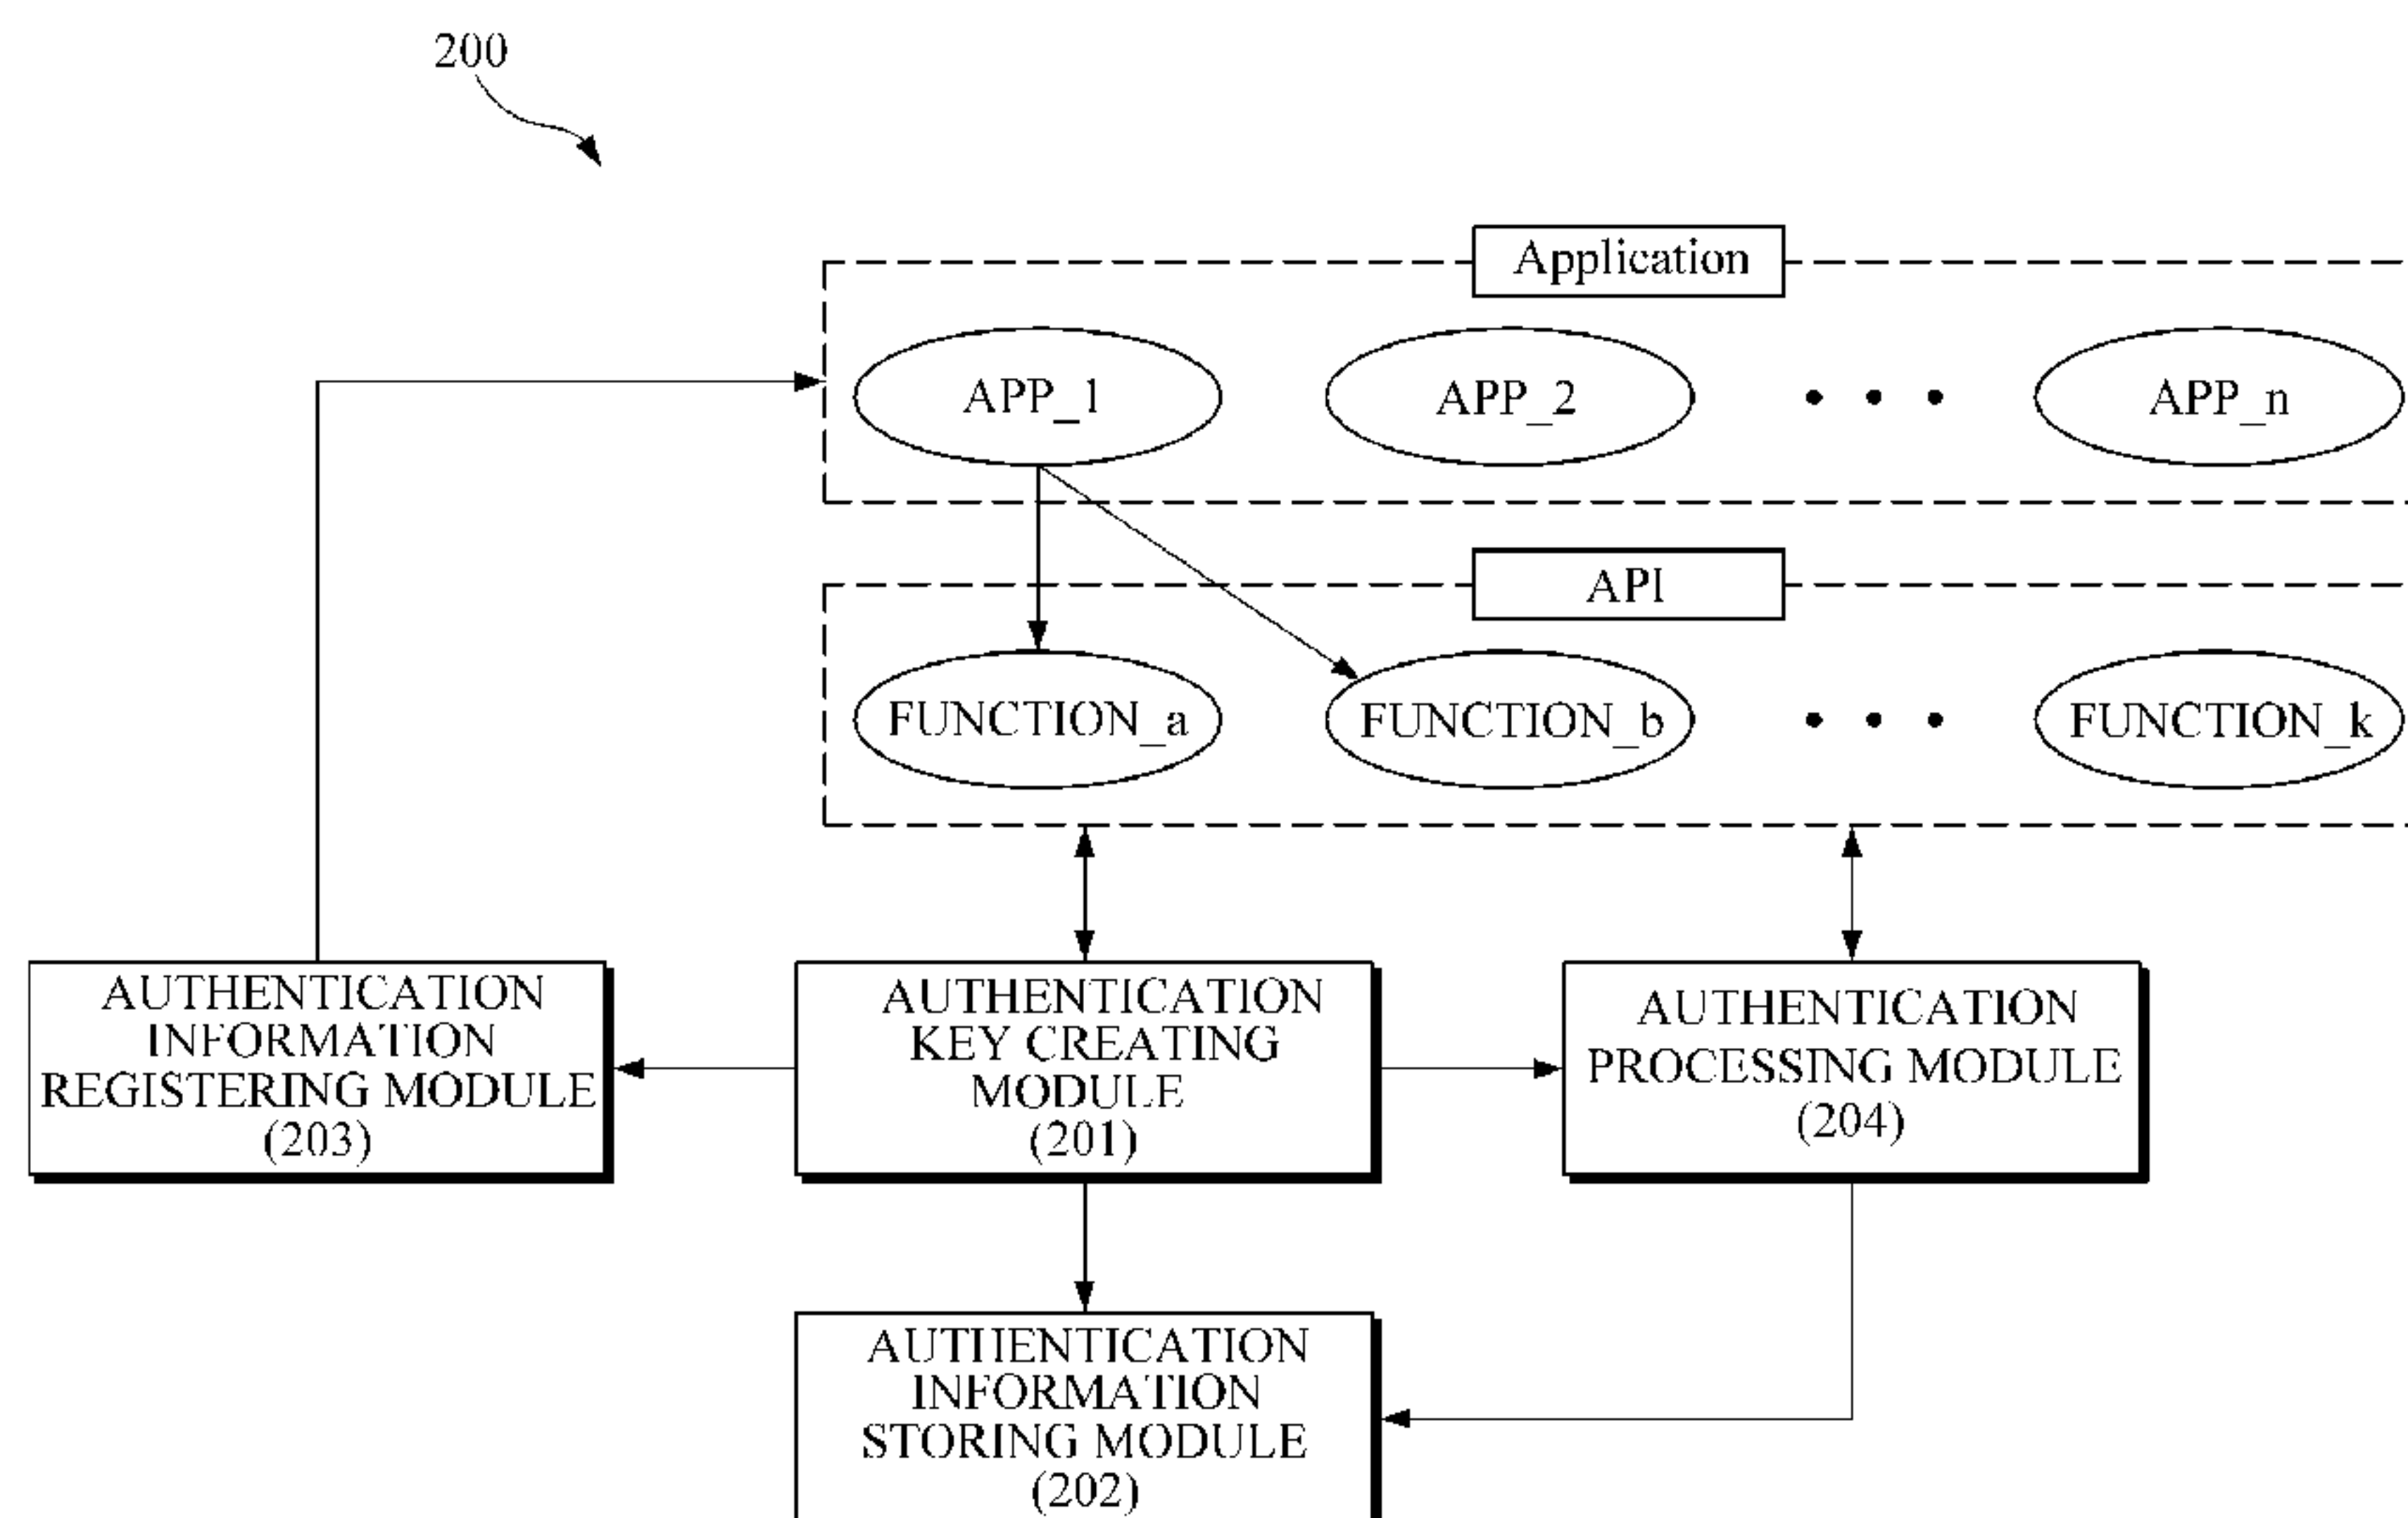 200
Application
APP_1
APP_2
• • •
APP_n
API
FUNCTION_a
FUNCTION_b
• • •
FUNCTION_k
AUTHENTICATION
INFORMATION
REGISTERING MODULE
(203)
AUTHENTICATION
KEY CREATING
MODULE
(201)
AUTHENTICATION
PROCESSING MODULE
(204)
AUTHENTICATION
INFORMATION
STORING MODULE
(202)